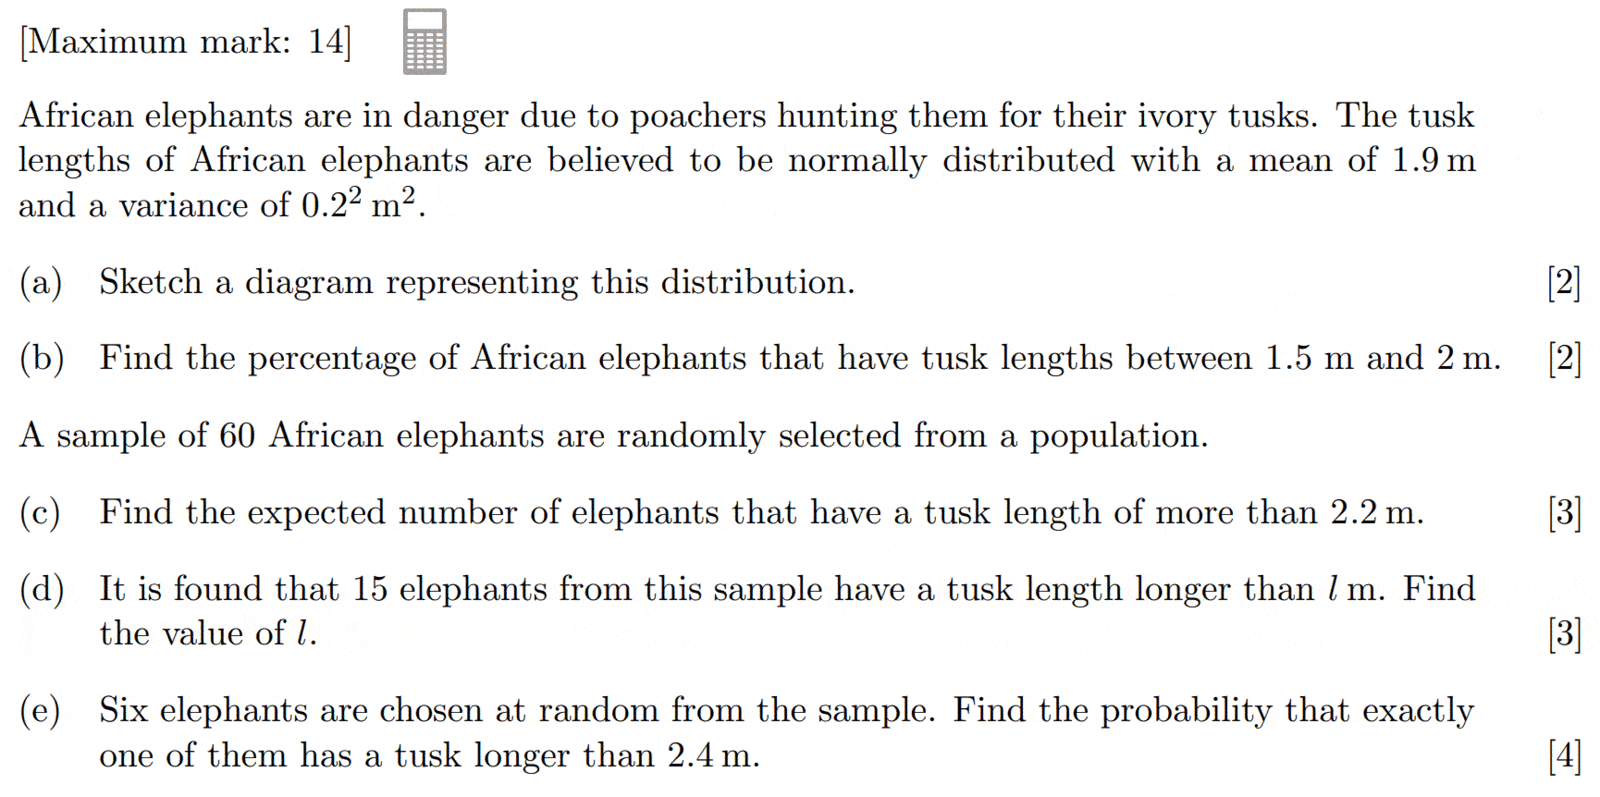 [Maximum mark: 14]
African elephants are in danger due to poachers hunting them for their ivory tusks. The tusk
lengths of African elephants are believed to be normally distributed with a mean of 1.9 m
and a variance of 0.2² m².
(a) Sketch a diagram representing this distribution. [2]
(b) Find the percentage of African elephants that have tusk lengths between 1.5 m and 2 m. [2]
A sample of 60 African elephants are randomly selected from a population.
(c) Find the expected number of elephants that have a tusk length of more than 2.2 m. [3]
(d) It is found that 15 elephants from this sample have a tusk length longer than l m. Find
the value of l. [3]
(e) Six elephants are chosen at random from the sample. Find the probability that exactly
one of them has a tusk longer than 2.4 m. [4]